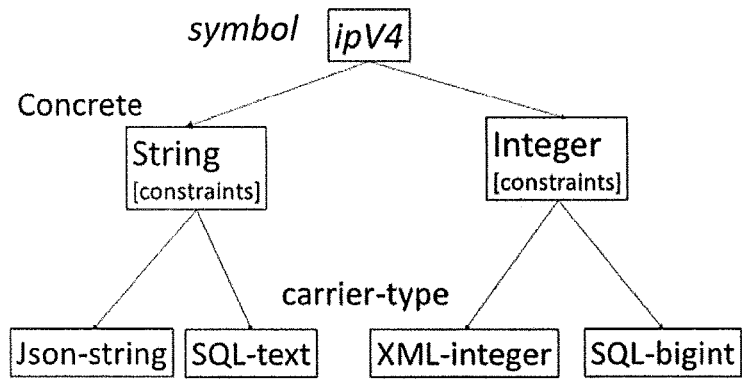 symbol ipV4
Concrete
String
[constraints]
Integer
[constraints]
carrier-type
Json-string SQL-text XML-integer SQL-bigint